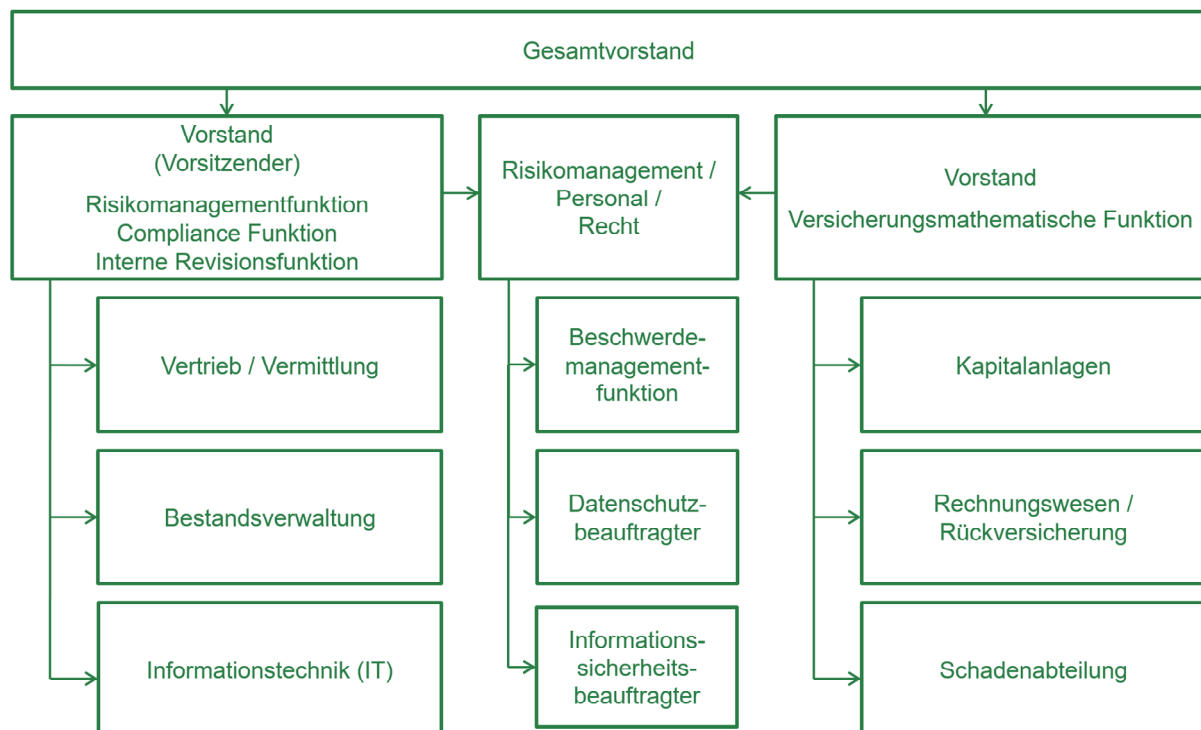 Gesamtvorstand
Vorstand
(Vorsitzender)
Risikomanagementfunktion
Compliance Funktion
Interne Revisionsfunktion
Risikomanagement /
Personal /
Recht
Vorstand
Versicherungsmathematische Funktion
Vertrieb / Vermittlung
Beschwerde-
management-
funktion
Kapitalanlagen
Bestandsverwaltung
Datenschutz-
beauftragter
Rechnungswesen /
Rückversicherung
Informationstechnik (IT)
Informations-
sicherheits-
beauftragter
Schadenabteilung